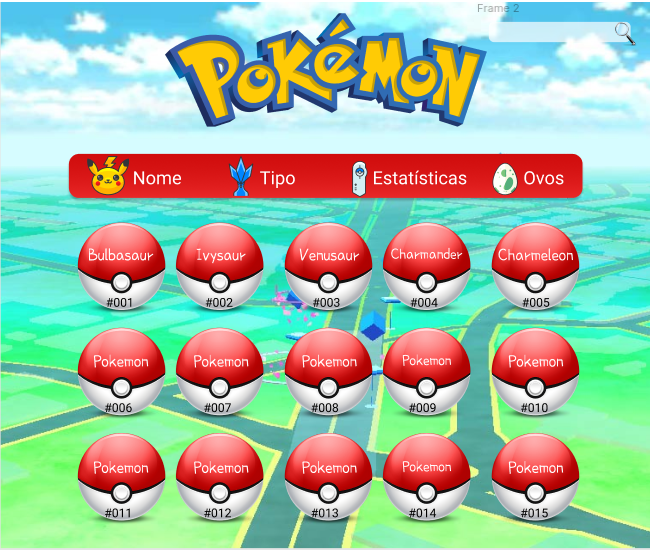 Frame 2
POKéMON
Nome Tipo Estatísticas Ovos
Bulbasaur Ivysaur Venusaur Charmander Charmeleon
#001 #002 #003 #004 #005
Pokemon Pokemon Pokemon Pokemon Pokemon
#006 #007 #008 #009 #010
Pokemon Pokemon Pokemon Pokemon Pokemon
#011 #012 #013 #014 #015